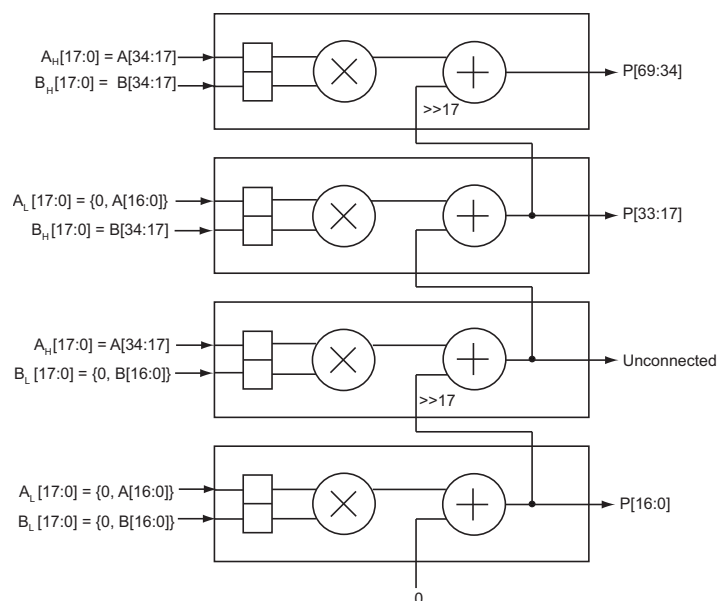 A_H[17:0] = A[34:17]
B_H[17:0] = B[34:17]
>>17
P[69:34]
A_L[17:0] = {0, A[16:0]}
B_H[17:0] = B[34:17]
P[33:17]
A_H[17:0] = A[34:17]
B_L[17:0] = {0, B[16:0]}
>>17
Unconnected
A_L[17:0] = {0, A[16:0]}
B_L[17:0] = {0, B[16:0]}
P[16:0]
0